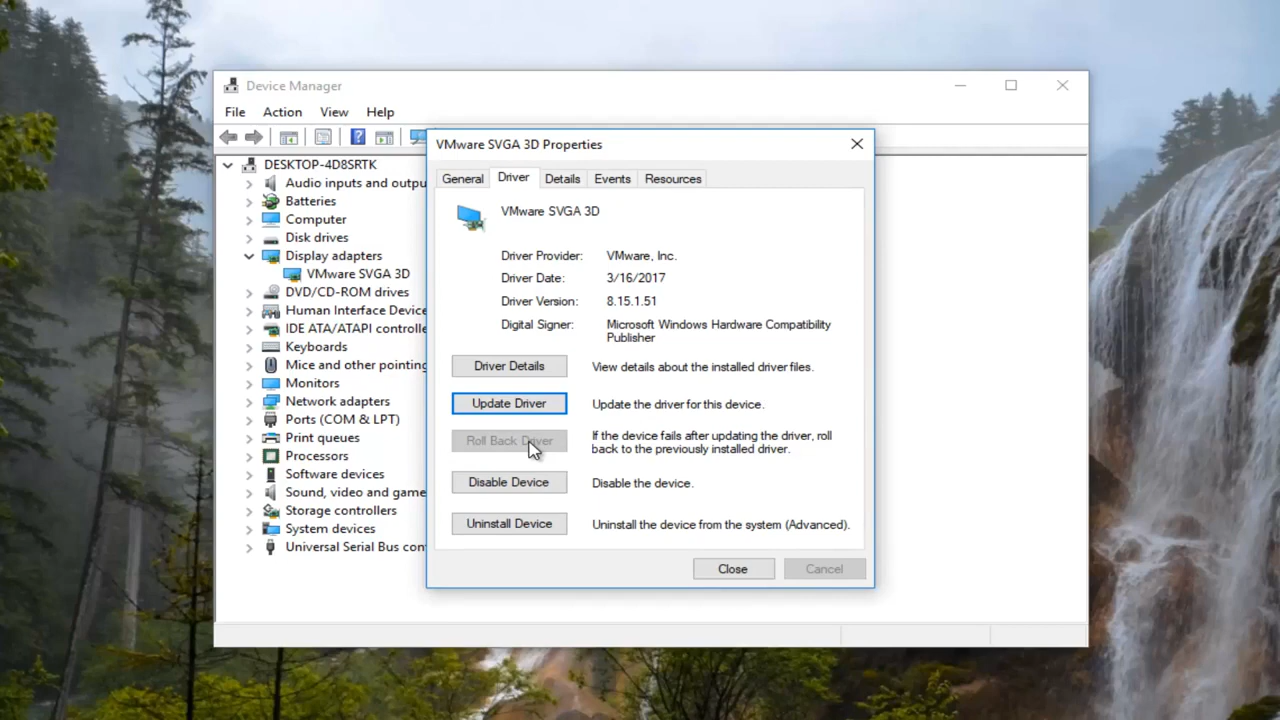 Device Manager
File Action View Help
VMware SVGA 3D Properties
DESKTOP-4D8SRTK
Audio inputs and outpu
Batteries
Computer
Disk drives
Display adapters
VMware SVGA 3D
DVD/CD-ROM drives
Human Interface Device
IDE ATA/ATAPI controlle
Keyboards
Mice and other pointing
Monitors
Network adapters
Ports (COM & LPT)
Print queues
Processors
Software devices
Sound, video and game
Storage controllers
System devices
Universal Serial Bus con
General Driver Details Events Resources
VMware SVGA 3D
Driver Provider: VMware, Inc.
Driver Date: 3/16/2017
Driver Version: 8.15.1.51
Digital Signer: Microsoft Windows Hardware Compatibility
Publisher
Driver Details View details about the installed driver files.
Update Driver Update the driver for this device.
Roll Back Driver If the device fails after updating the driver, roll
back to the previously installed driver.
Disable Device Disable the device.
Uninstall Device Uninstall the device from the system (Advanced).
Close Cancel